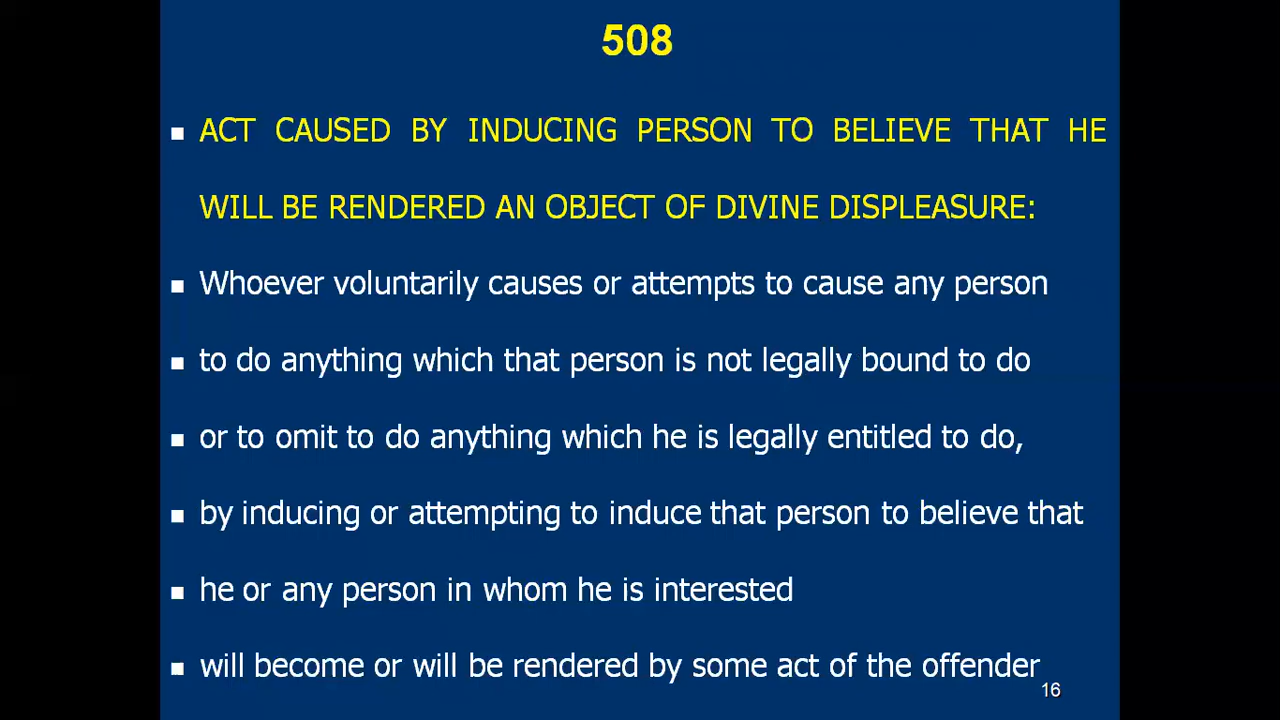 508
▪ ACT CAUSED BY INDUCING PERSON TO BELIEVE THAT HE
WILL BE RENDERED AN OBJECT OF DIVINE DISPLEASURE:
▪ Whoever voluntarily causes or attempts to cause any person
▪ to do anything which that person is not legally bound to do
▪ or to omit to do anything which he is legally entitled to do,
▪ by inducing or attempting to induce that person to believe that
▪ he or any person in whom he is interested
▪ will become or will be rendered by some act of the offender
16